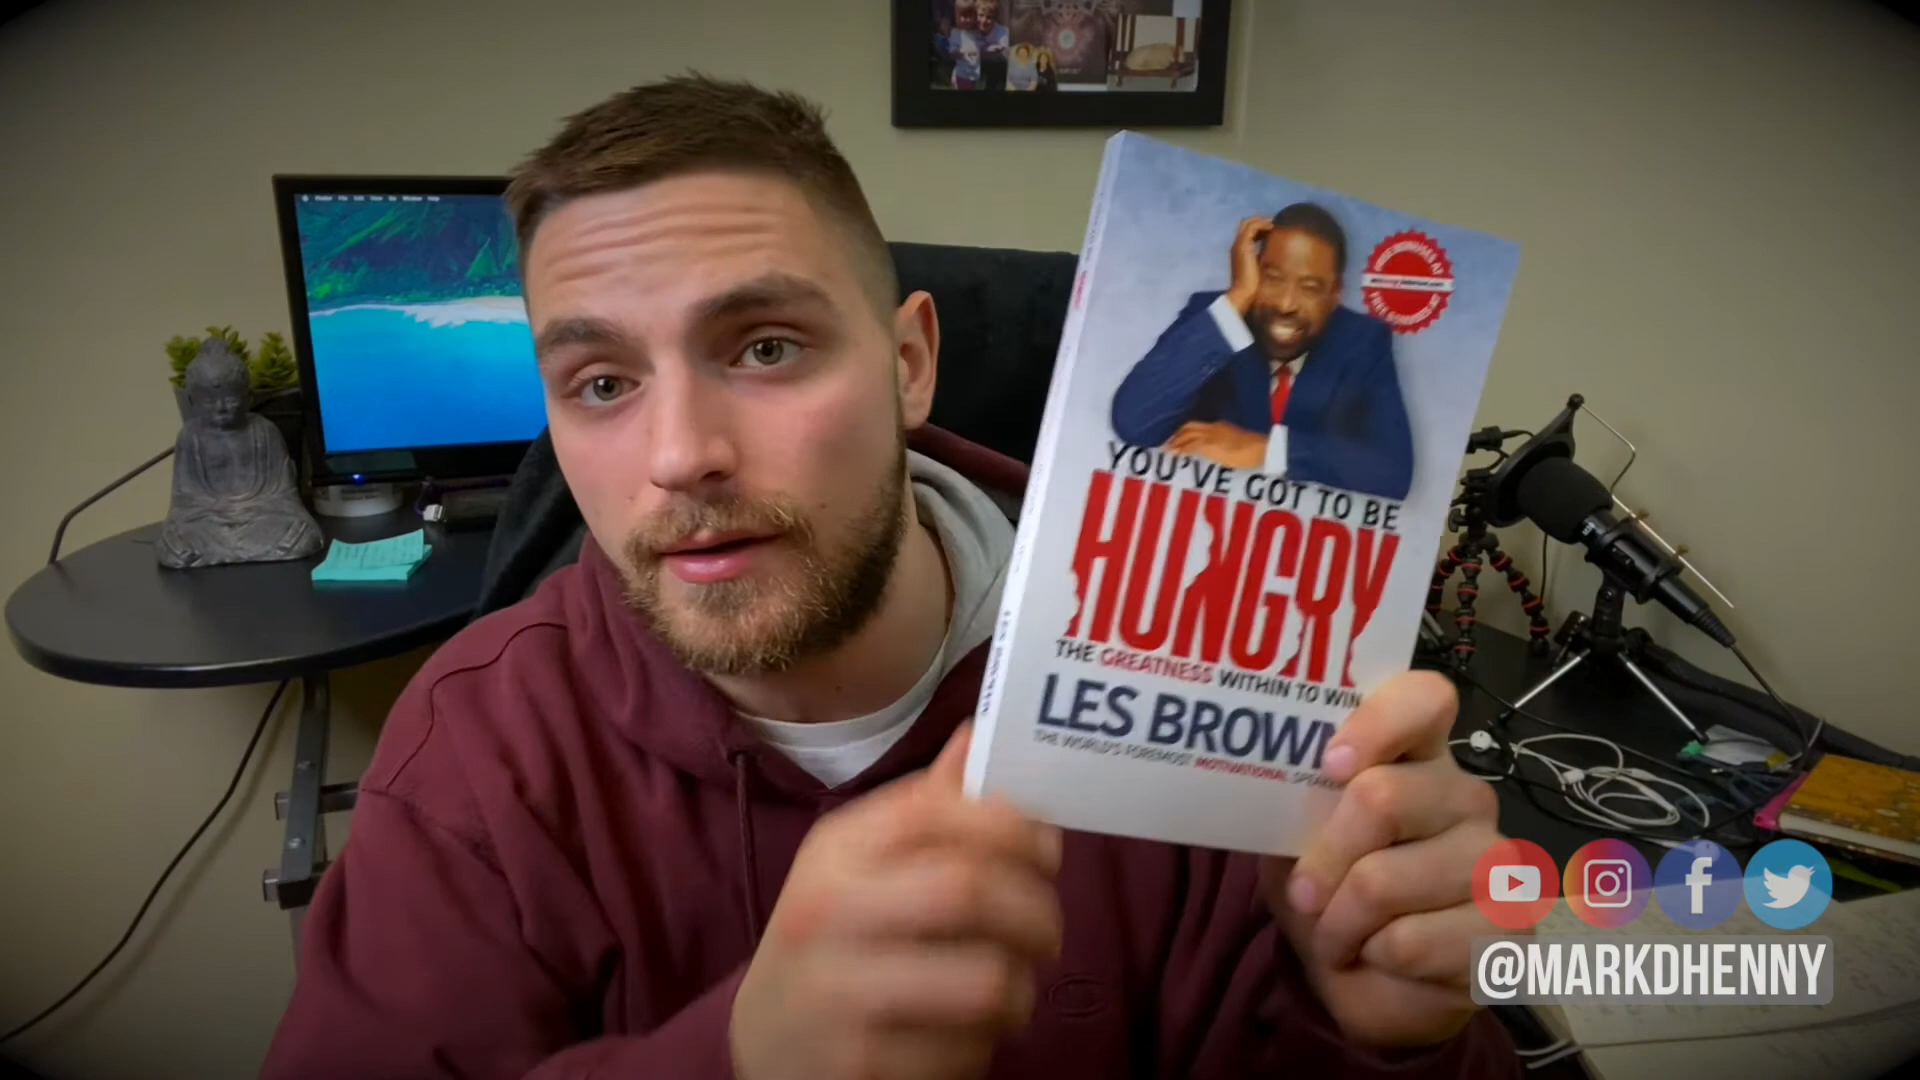 YOU'VE GOT TO BE
HUNGRY
THE GREATNESS WITHIN TO WIN
LES BROWN
THE WORLD'S FOREMOST MOTIVATIONAL
@MARKDHENNY